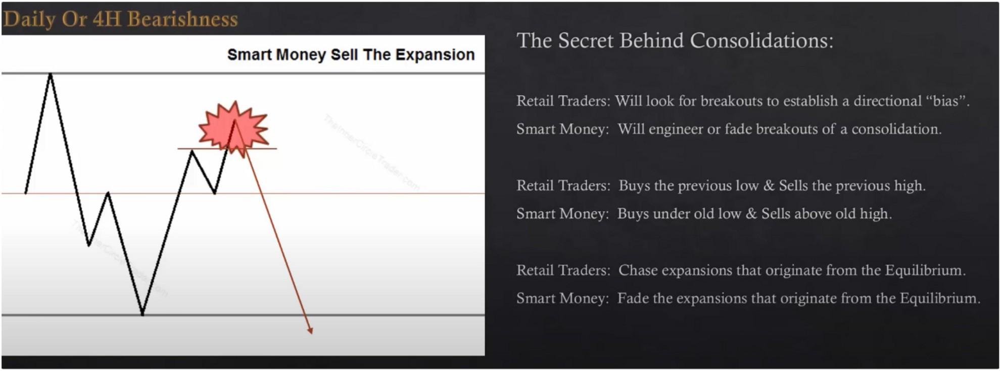 Daily Or 4H Bearishness
Smart Money Sell The Expansion
TheInnerCircleTrader.com
TheInnerCircleTrader.com
The Secret Behind Consolidations:
Retail Traders: Will look for breakouts to establish a directional “bias”.
Smart Money: Will engineer or fade breakouts of a consolidation.
Retail Traders: Buys the previous low & Sells the previous high.
Smart Money: Buys under old low & Sells above old high.
Retail Traders: Chase expansions that originate from the Equilibrium.
Smart Money: Fade the expansions that originate from the Equilibrium.